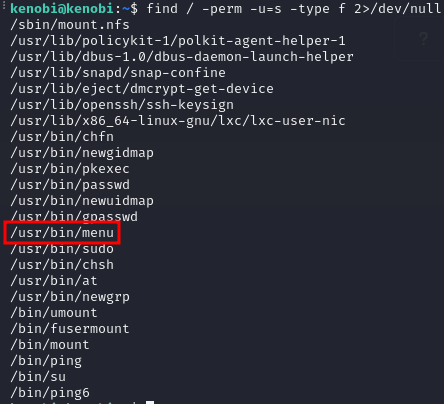 kenobi@kenobi:~$ find / -perm -u=s -type f 2>/dev/null
/sbin/mount.nfs
/usr/lib/policykit-1/polkit-agent-helper-1
/usr/lib/dbus-1.0/dbus-daemon-launch-helper
/usr/lib/snapd/snap-confine
/usr/lib/eject/dmcrypt-get-device
/usr/lib/openssh/ssh-keysign
/usr/lib/x86_64-linux-gnu/lxc/lxc-user-nic
/usr/bin/chfn
/usr/bin/newgidmap
/usr/bin/pkexec
/usr/bin/passwd
/usr/bin/newuidmap
/usr/bin/gpasswd
/usr/bin/menu
/usr/bin/sudo
/usr/bin/chsh
/usr/bin/at
/usr/bin/newgrp
/bin/umount
/bin/fusermount
/bin/mount
/bin/ping
/bin/su
/bin/ping6